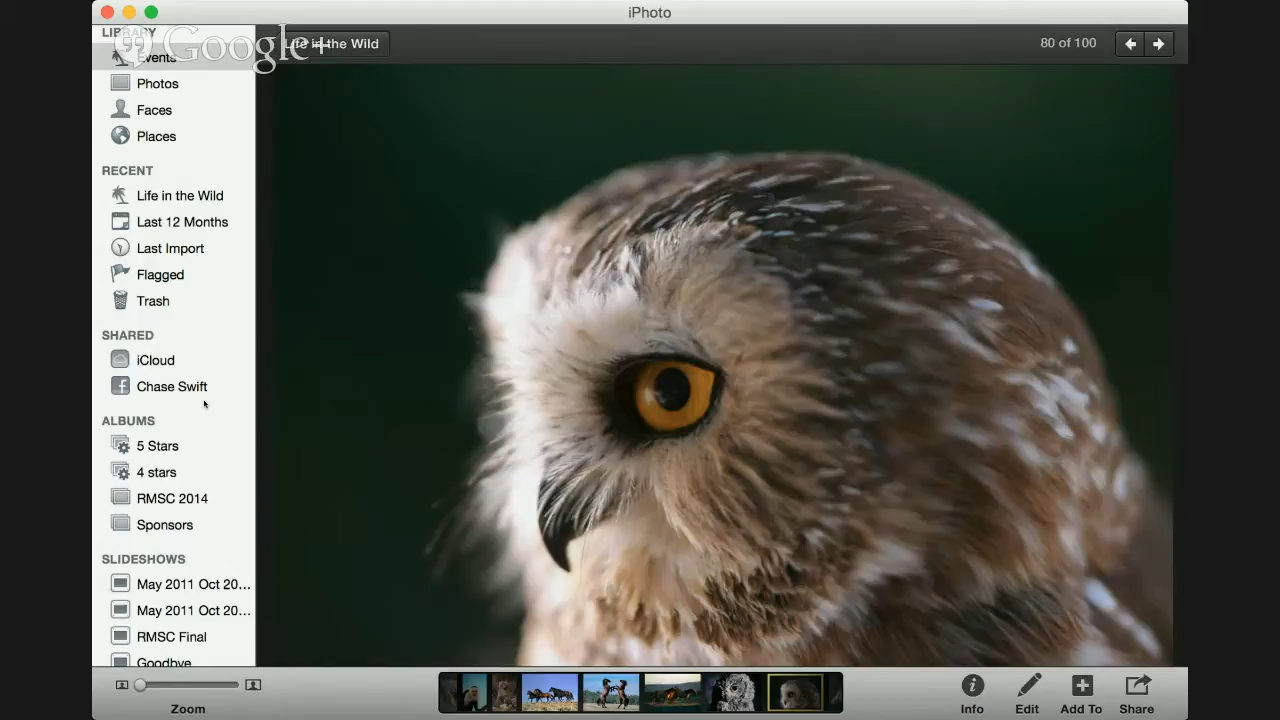 iPhoto
LIBRARY
Google+
Life in the Wild
80 of 100
Events
Photos
Faces
Places
RECENT
Life in the Wild
Last 12 Months
Last Import
Flagged
Trash
SHARED
iCloud
Chase Swift
ALBUMS
5 Stars
4 stars
RMSC 2014
Sponsors
SLIDESHOWS
May 2011 Oct 20...
May 2011 Oct 20...
RMSC Final
Goodbye
Zoom
Info
Edit
Add To
Share